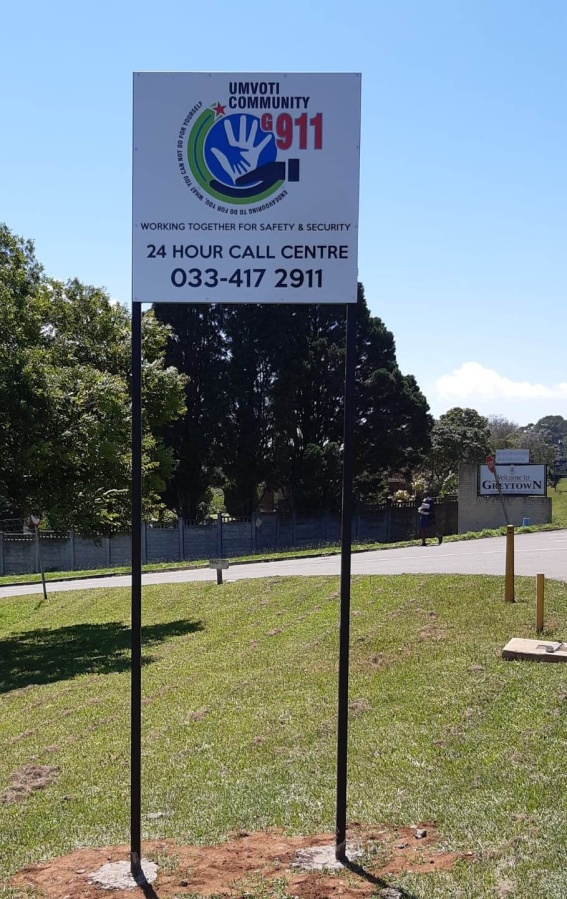 UMVOTI
COMMUNITY
G911
ENDEAVOURING TO DO FOR YOU, WHAT YOU CAN NOT DO FOR YOURSELF
WORKING TOGETHER FOR SAFETY & SECURITY
24 HOUR CALL CENTRE
033-417 2911
WELCOME TO
GREYTOWN